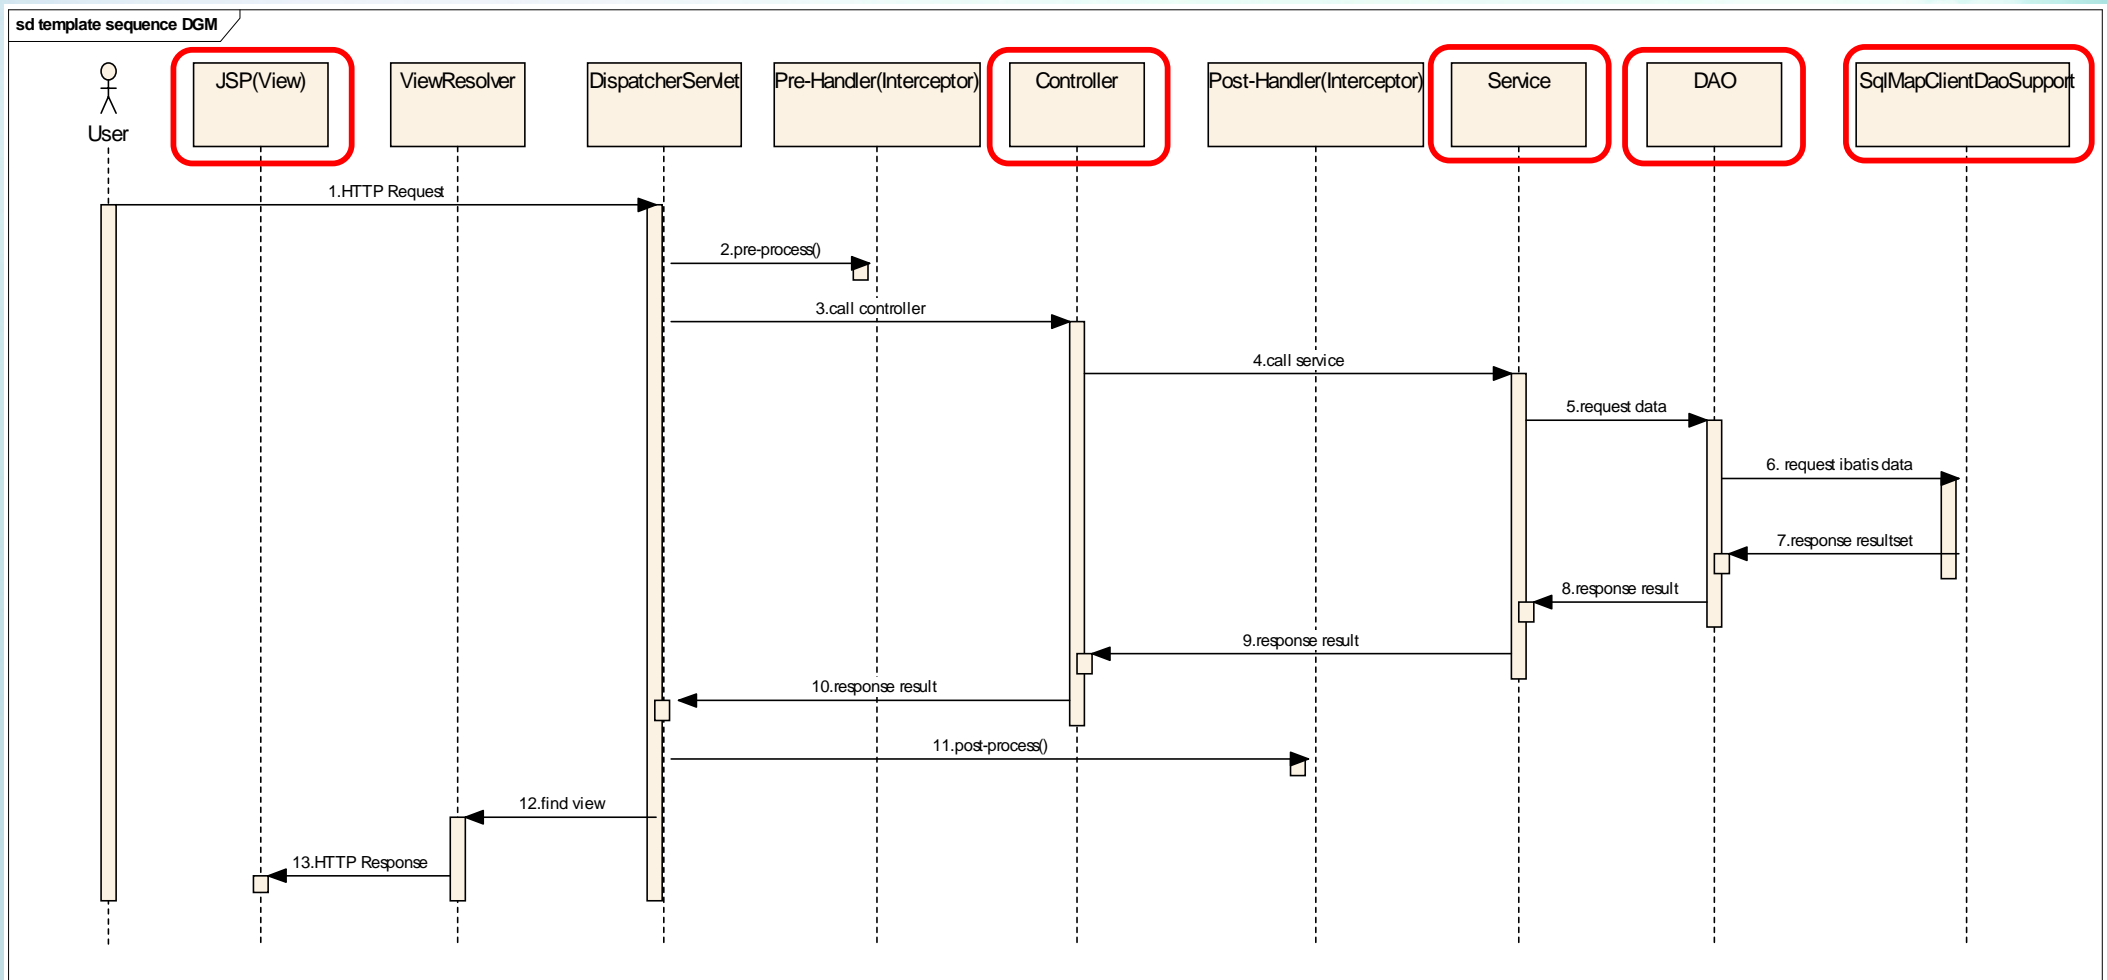 sd template sequence DGM
User
JSP(View)
ViewResolver
DispatcherServlet
Pre-Handler(Interceptor)
Controller
Post-Handler(Interceptor)
Service
DAO
SqlMapClientDaoSupport
1.HTTP Request
2.pre-process()
3.call controller
4.call service
5.request data
6. request ibatis data
7.response resultset
8.response result
9.response result
10.response result
11.post-process()
12.find view
13.HTTP Response